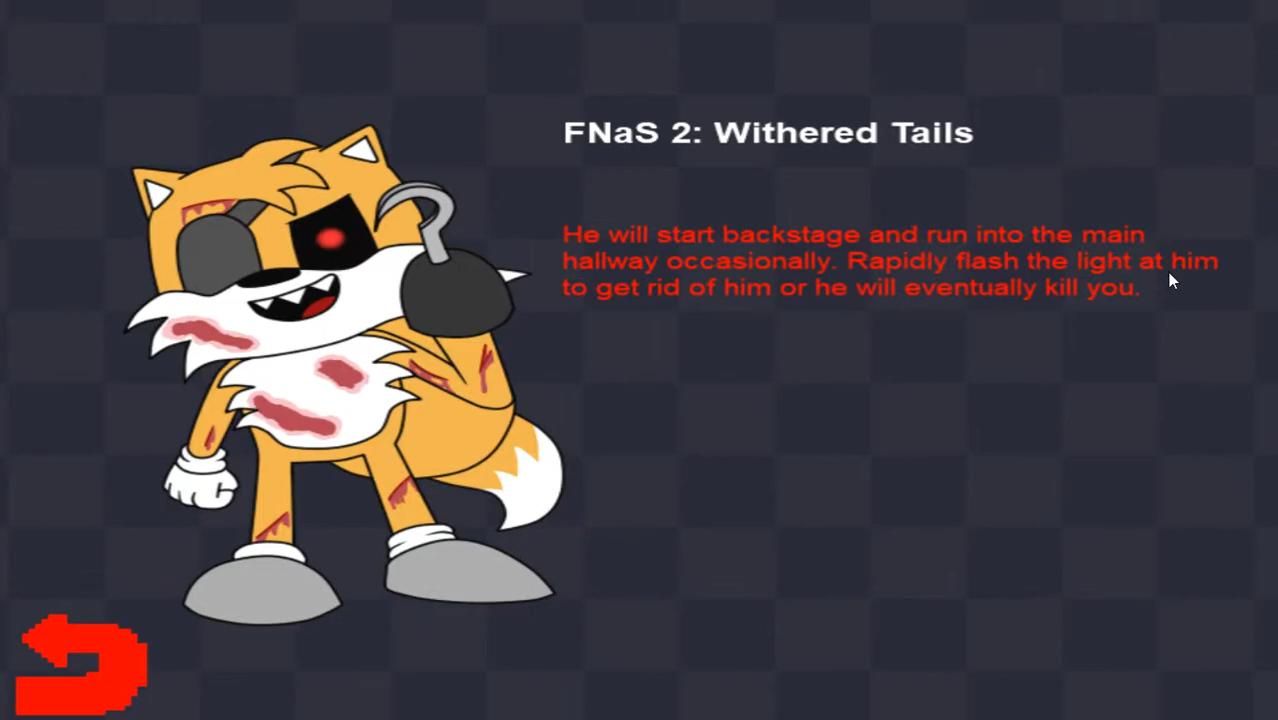 FNaS 2: Withered Tails
He will start backstage and run into the main
hallway occasionally. Rapidly flash the light at him
to get rid of him or he will eventually kill you.